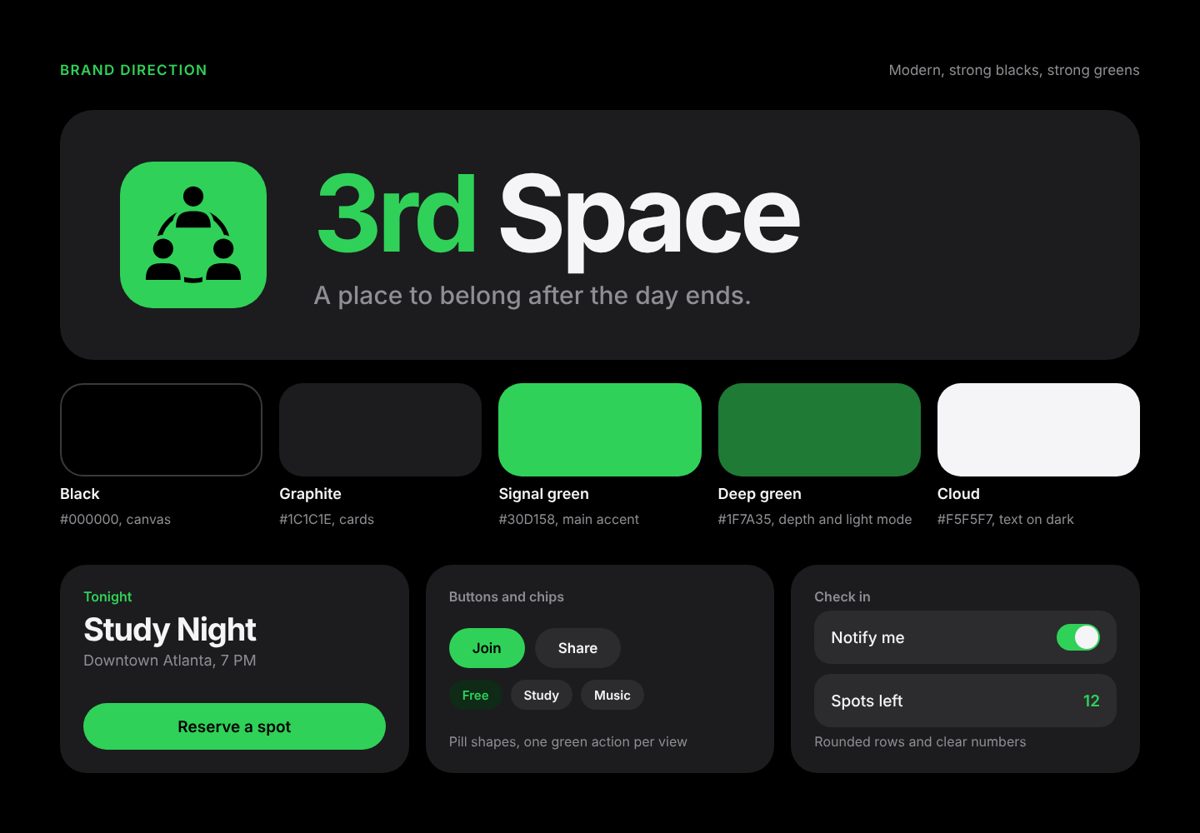 BRAND DIRECTION
Modern, strong blacks, strong greens
3rd Space
A place to belong after the day ends.
Black
#000000, canvas
Graphite
#1C1C1E, cards
Signal green
#30D158, main accent
Deep green
#1F7A35, depth and light mode
Cloud
#F5F5F7, text on dark
Tonight
Study Night
Downtown Atlanta, 7 PM
Reserve a spot
Buttons and chips
Join
Share
Free
Study
Music
Pill shapes, one green action per view
Check in
Notify me
Spots left
12
Rounded rows and clear numbers